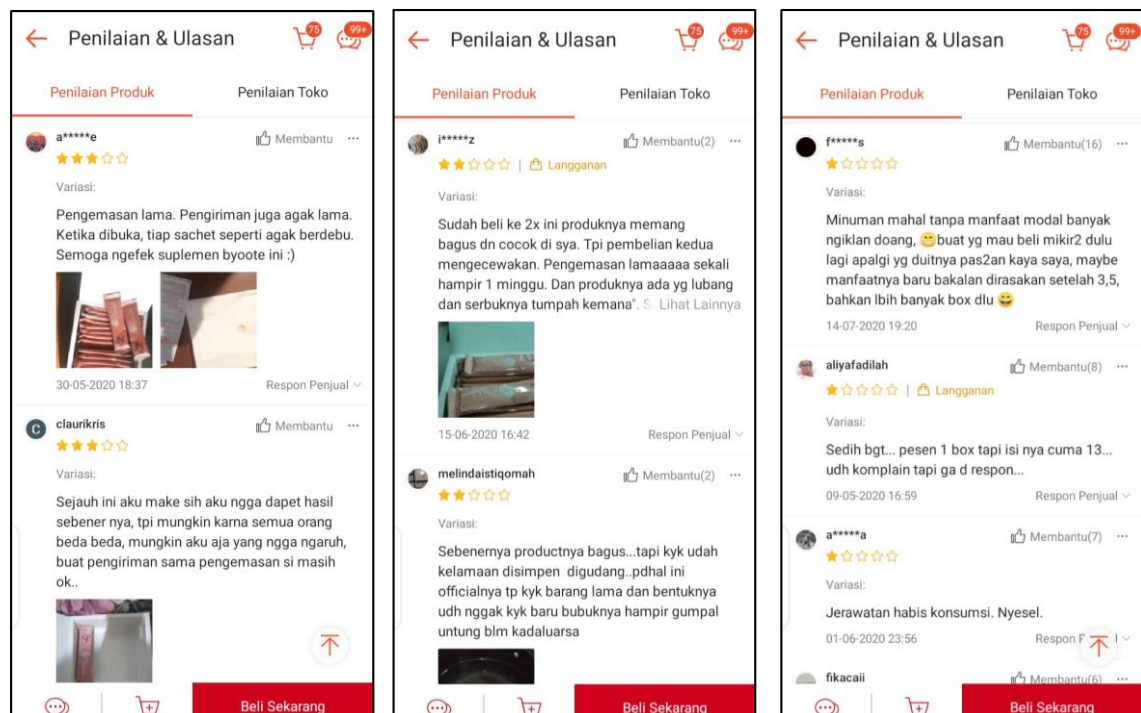 Penilaian & Ulasan
75
99+
Penilaian Produk
Penilaian Toko
a*****e
Membantu
Variasi:
Pengemasan lama. Pengiriman juga agak lama.
Ketika dibuka, tiap sachet seperti agak berdebu.
Semoga ngefek suplemen byoote ini :)
30-05-2020 18:37
Respon Penjual
C
claurikris
Membantu
Variasi:
Sejauh ini aku make sih aku ngga dapet hasil
sebener nya, tpi mungkin karna semua orang
beda beda, mungkin aku aja yang ngga ngaruh,
buat pengiriman sama pengemasan si masih
ok..
Beli Sekarang
Penilaian & Ulasan
75
99+
Penilaian Produk
Penilaian Toko
i*****z
Membantu(2)
| Langganan
Variasi:
Sudah beli ke 2x ini produknya memang
bagus dn cocok di sya. Tpi pembelian kedua
mengecewakan. Pengemasan lamaaaaa sekali
hampir 1 minggu. Dan produknya ada yg lubang
dan serbuknya tumpah kemana". S Lihat Lainnya
15-06-2020 16:42
Respon Penjual
melindaistiqomah
Membantu(2)
Variasi:
Sebenernya productnya bagus...tapi kyk udah
kelamaan disimpen digudang..pdhal ini
officialnya tp kyk barang lama dan bentuknya
udh nggak kyk baru bubuknya hampir gumpal
untung blm kadaluarsa
Beli Sekarang
Penilaian & Ulasan
75
99+
Penilaian Produk
Penilaian Toko
f*****s
Membantu(16)
Variasi:
Minuman mahal tanpa manfaat modal banyak
ngiklan doang, 😁buat yg mau beli mikir2 dulu
lagi apalgi yg duitnya pas2an kaya saya, maybe
manfaatnya baru bakalan dirasakan setelah 3,5,
bahkan lbih banyak box dlu 😄
14-07-2020 19:20
Respon Penjual
aliyafadilah
Membantu(8)
| Langganan
Variasi:
Sedih bgt... pesen 1 box tapi isi nya cuma 13...
udh komplain tapi ga d respon...
09-05-2020 16:59
Respon Penjual
a*****a
Membantu(7)
Variasi:
Jerawatan habis konsumsi. Nyesel.
01-06-2020 23:56
Respon
fikacaii
Membantu(6)
Beli Sekarang